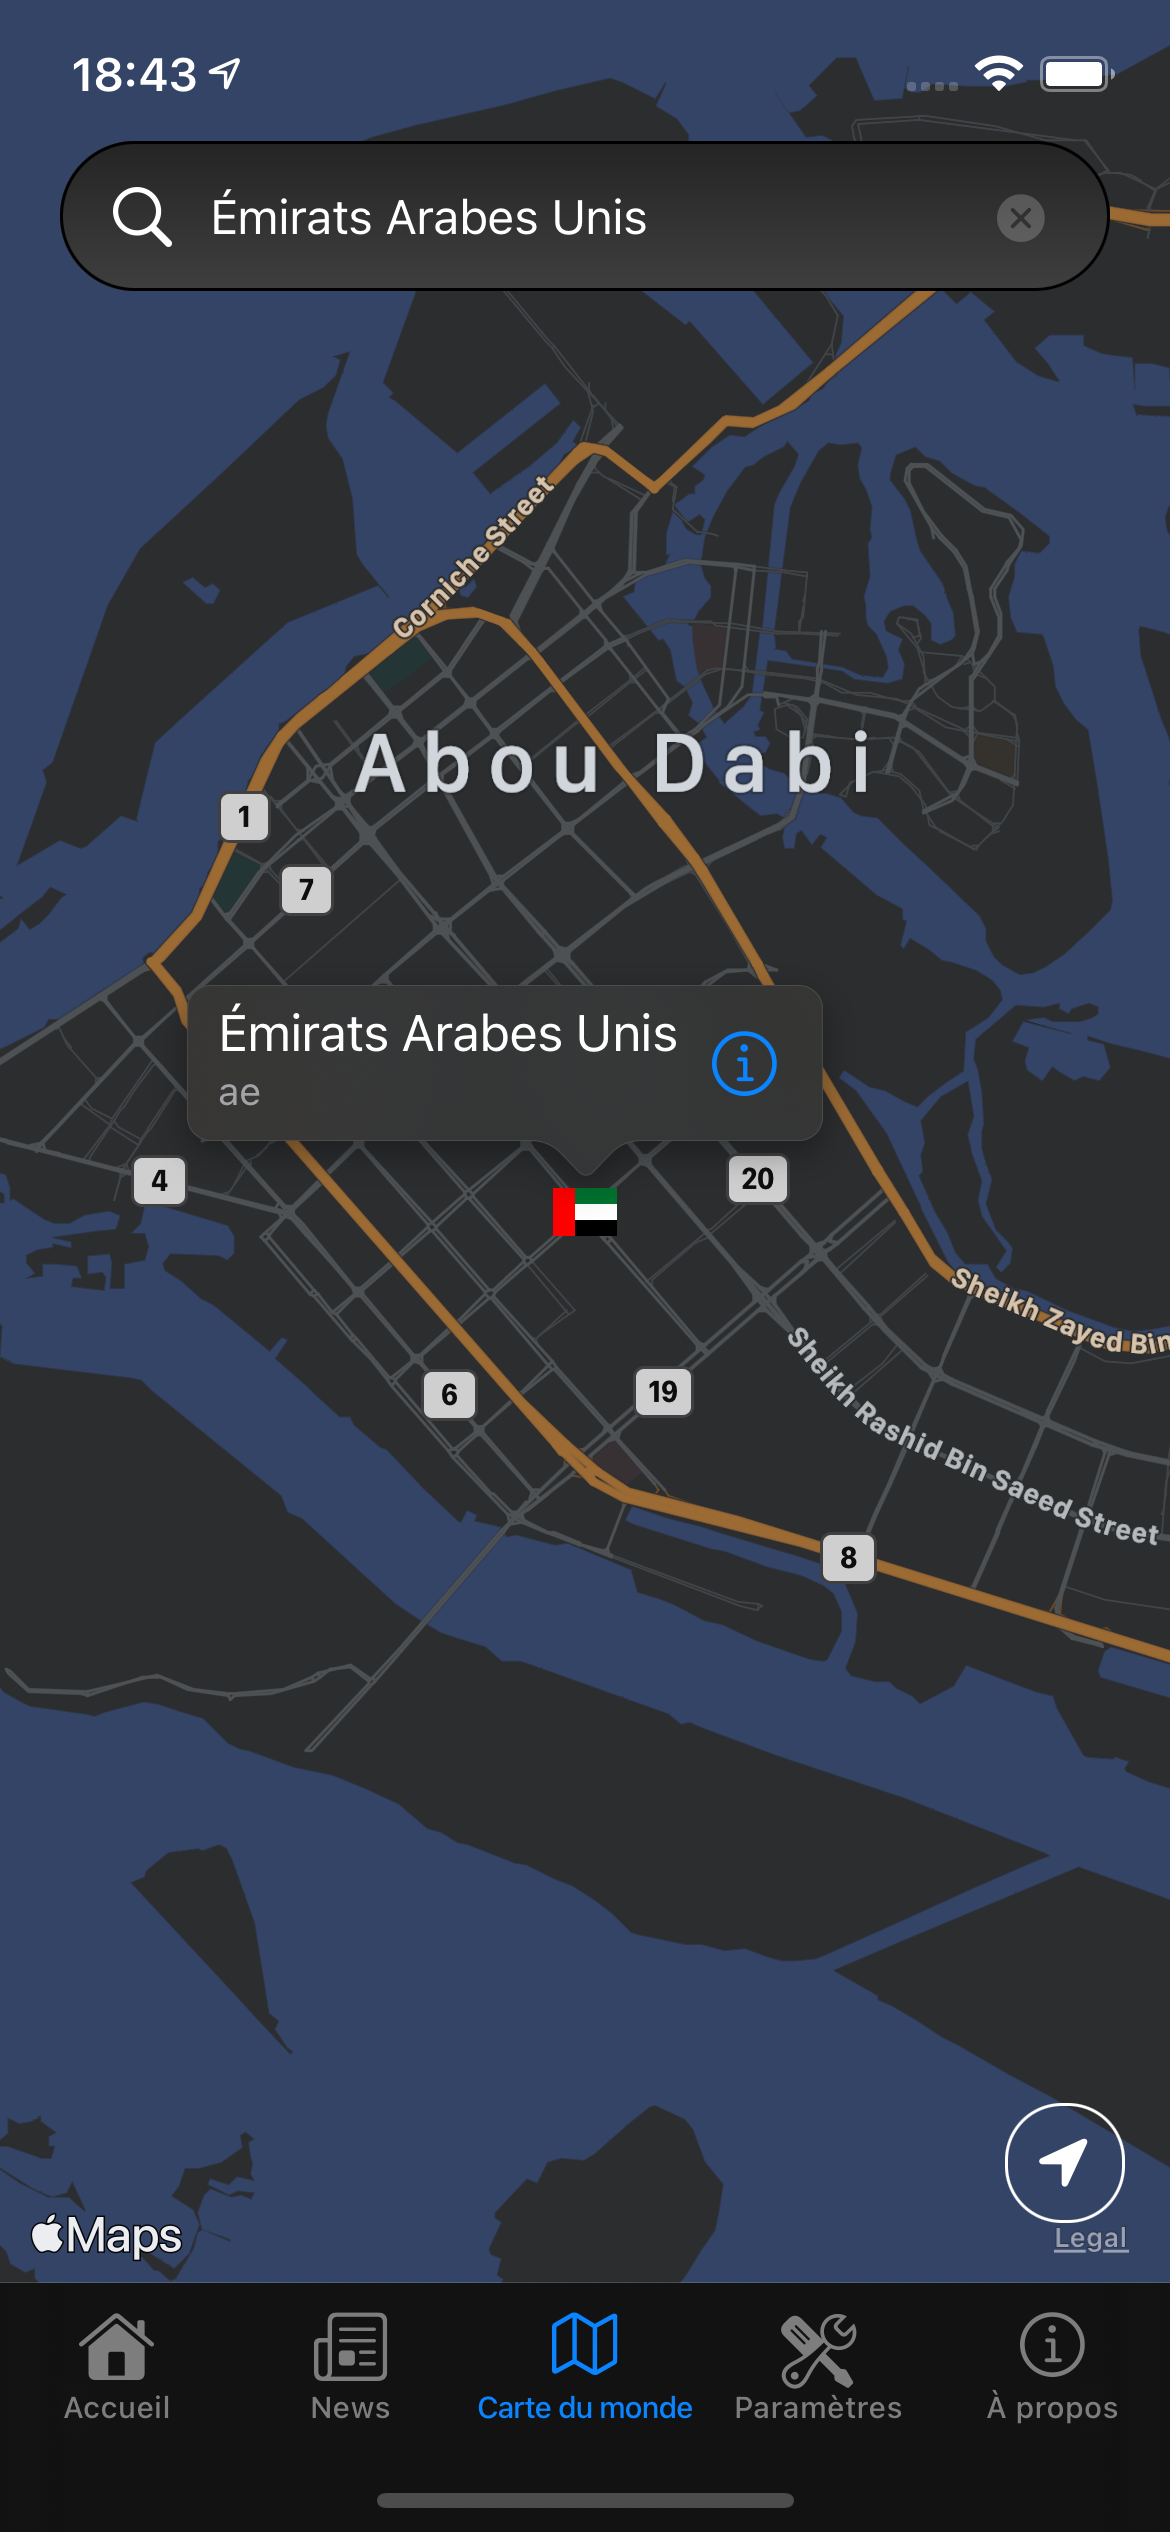 18:43
Émirats Arabes Unis
Corniche Street
Abou Dabi
1
7
Émirats Arabes Unis
ae
4
20
Sheikh Zayed Bin
Sheikh Rashid Bin Saeed Street
6
19
8
Maps
Legal
Accueil
News
Carte du monde
Paramètres
À propos